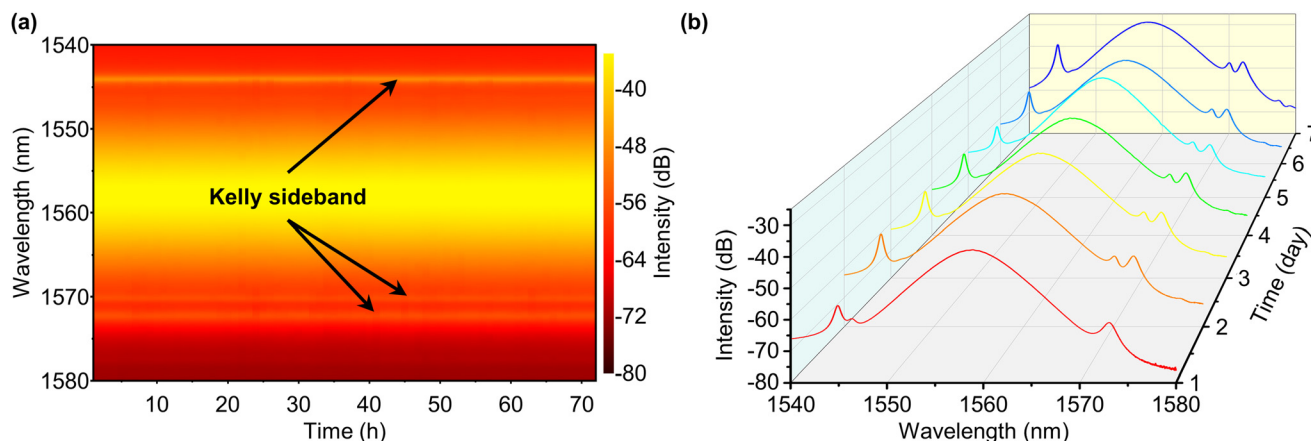 (a)
1540
1550
1560
1570
1580
Wavelength (nm)
10 20 30 40 50 60 70
Time (h)
Kelly sideband
-40
-48
-56
-64
-72
-80
Intensity (dB)
(b)
-30
-40
-50
-60
-70
-80
Intensity (dB)
1540 1550 1560 1570 1580
Wavelength (nm)
1
2
3
4
5
6
7
Time (day)